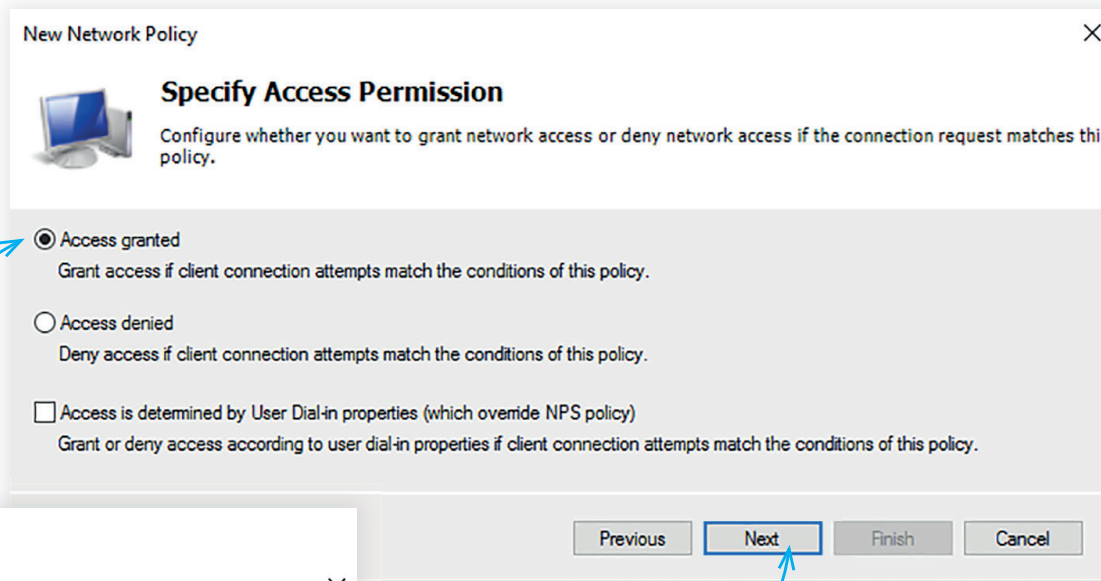 New Network Policy
Specify Access Permission
Configure whether you want to grant network access or deny network access if the connection request matches thi
policy.
Access granted
Grant access if client connection attempts match the conditions of this policy.
Access denied
Deny access if client connection attempts match the conditions of this policy.
Access is determined by User Dial-in properties (which override NPS policy)
Grant or deny access according to user dial-in properties if client connection attempts match the conditions of this policy.
Previous Next Finish Cancel